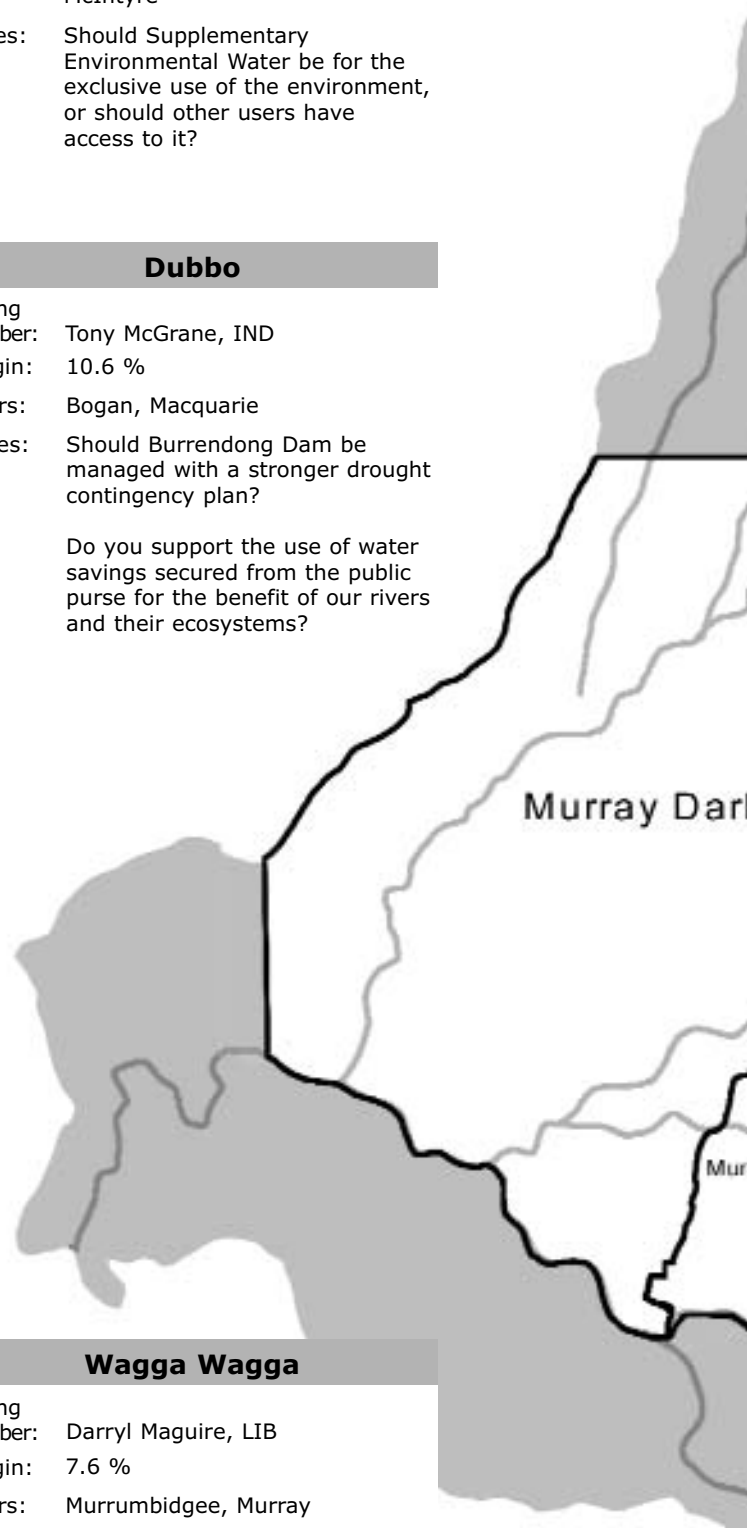 McIntyre
es: Should Supplementary
Environmental Water be for the
exclusive use of the environment,
or should other users have
access to it?
Dubbo
ng
ber: Tony McGrane, IND
gin: 10.6 %
rs: Bogan, Macquarie
es: Should Burrendong Dam be
managed with a stronger drought
contingency plan?
Do you support the use of water
savings secured from the public
purse for the benefit of our rivers
and their ecosystems?
Murray Darl
Mur
Wagga Wagga
ng
ber: Darryl Maguire, LIB
gin: 7.6 %
rs: Murrumbidgee, Murray